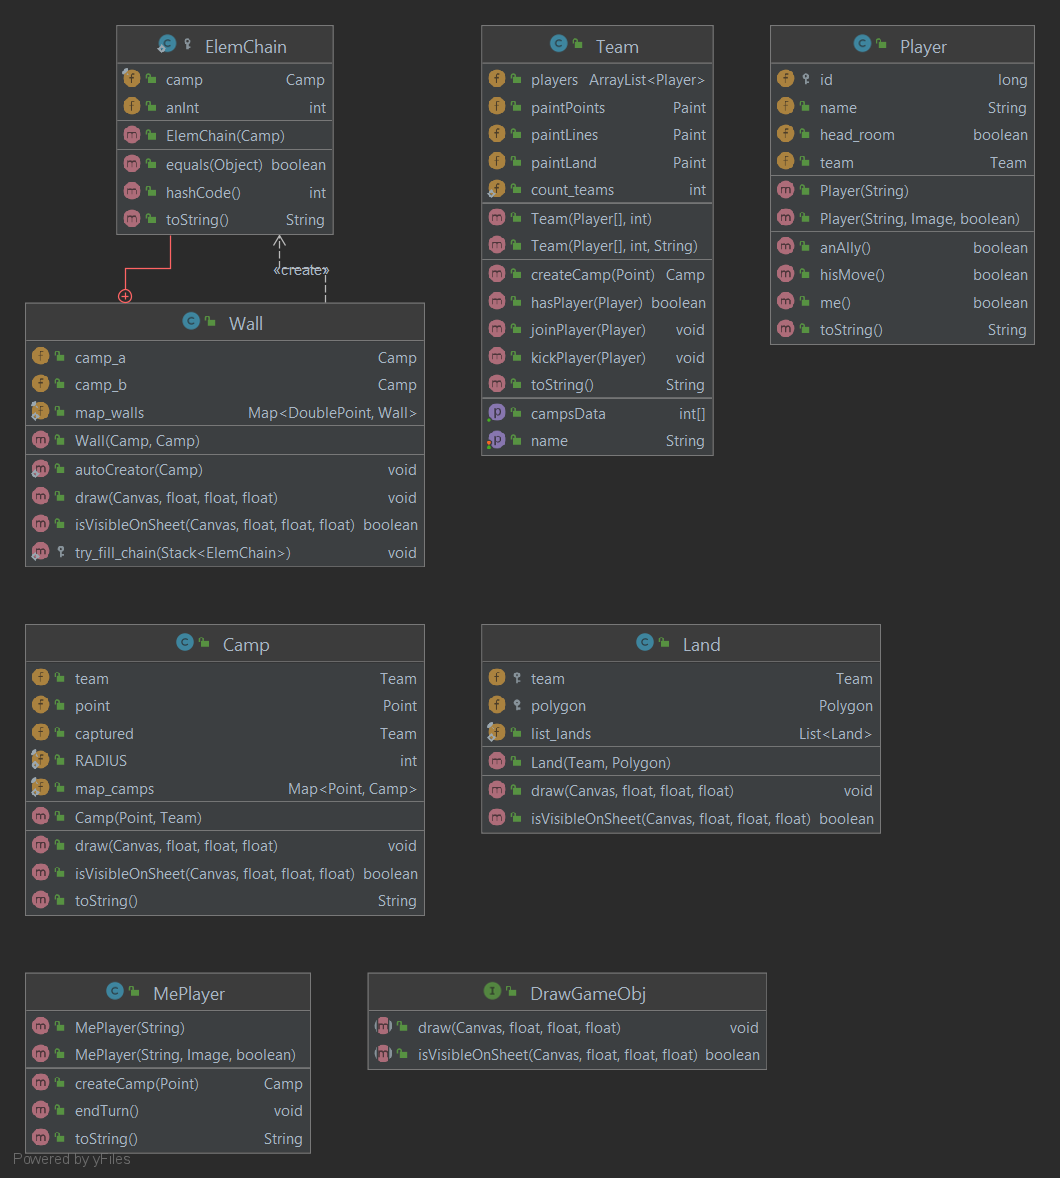 ElemChain
camp Camp
anInt int
ElemChain(Camp)
equals(Object) boolean
hashCode() int
toString() String
«create»
Wall
camp_a Camp
camp_b Camp
map_walls Map<DoublePoint, Wall>
Wall(Camp, Camp)
autoCreator(Camp) void
draw(Canvas, float, float, float) void
isVisibleOnSheet(Canvas, float, float, float) boolean
try_fill_chain(Stack<ElemChain>) void
Team
players ArrayList<Player>
paintPoints Paint
paintLines Paint
paintLand Paint
count_teams int
Team(Player[], int)
Team(Player[], int, String)
createCamp(Point) Camp
hasPlayer(Player) boolean
joinPlayer(Player) void
kickPlayer(Player) void
toString() String
campsData int[]
name String
Player
id long
name String
head_room boolean
team Team
Player(String)
Player(String, Image, boolean)
anAlly() boolean
hisMove() boolean
me() boolean
toString() String
Camp
team Team
point Point
captured Team
RADIUS int
map_camps Map<Point, Camp>
Camp(Point, Team)
draw(Canvas, float, float, float) void
isVisibleOnSheet(Canvas, float, float, float) boolean
toString() String
Land
team Team
polygon Polygon
list_lands List<Land>
Land(Team, Polygon)
draw(Canvas, float, float, float) void
isVisibleOnSheet(Canvas, float, float, float) boolean
MePlayer
MePlayer(String)
MePlayer(String, Image, boolean)
createCamp(Point) Camp
endTurn() void
toString() String
DrawGameObj
draw(Canvas, float, float, float) void
isVisibleOnSheet(Canvas, float, float, float) boolean
Powered by yFiles